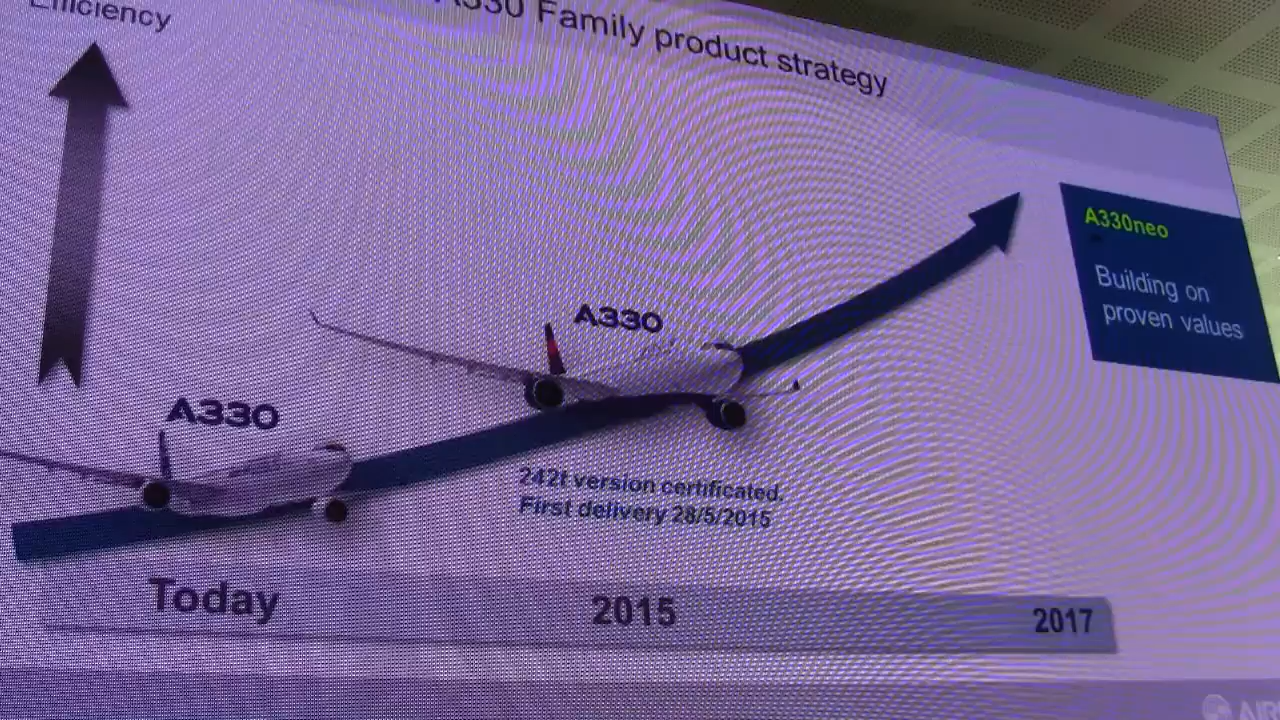 Efficiency
A330 Family product strategy
A330neo
Building on
proven values
A330
A330
242t version certificated.
First delivery 28/5/2015
Today
2015
2017